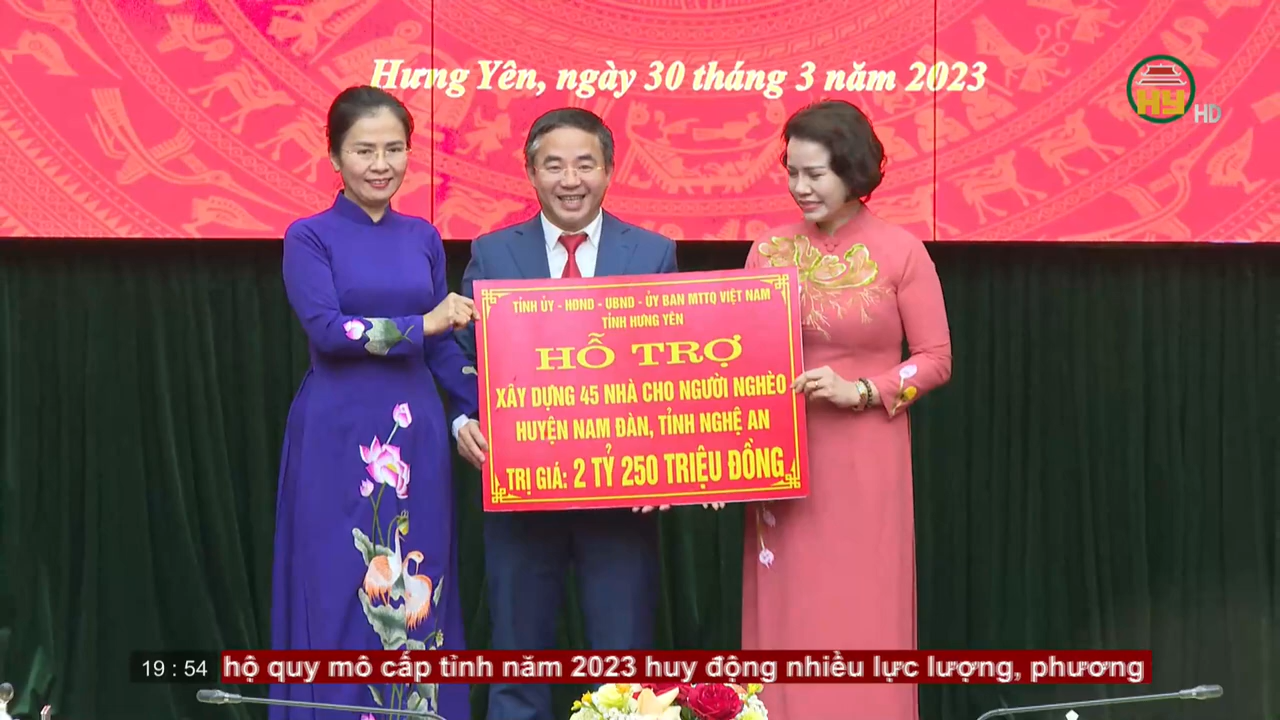 Hưng Yên, ngày 30 tháng 3 năm 2023
HY HD
TỈNH ỦY - HĐND - UBND - ỦY BAN MTTQ VIỆT NAM
TỈNH HƯNG YÊN
HỖ TRỢ
XÂY DỰNG 45 NHÀ CHO NGƯỜI NGHÈO
HUYỆN NAM ĐÀN, TỈNH NGHỆ AN
TRỊ GIÁ: 2 TỶ 250 TRIỆU ĐỒNG
19 : 54 hộ quy mô cấp tỉnh năm 2023 huy động nhiều lực lượng, phương